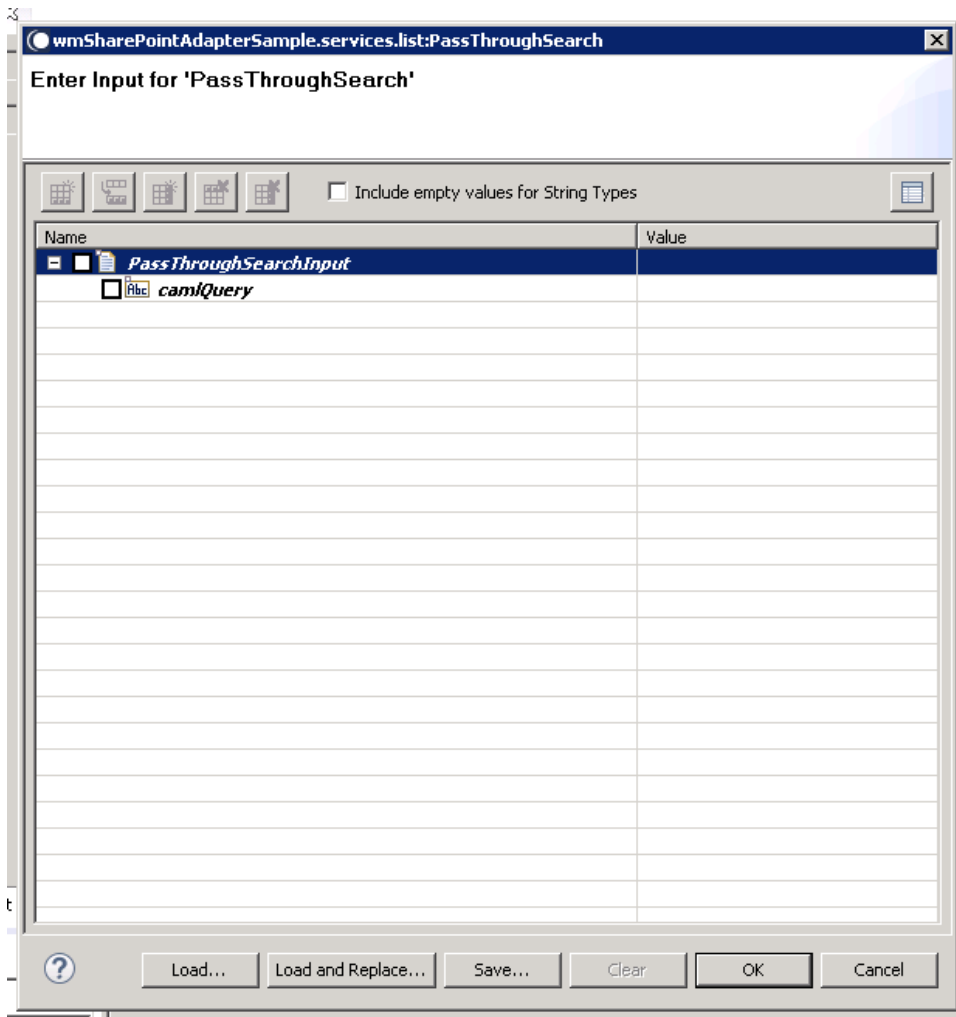 wmSharePointAdapterSample.services.list:PassThroughSearch
Enter Input for 'PassThroughSearch'
Include empty values for String Types
Name Value
PassThroughSearchInput
Abc camlQuery
t
? Load... Load and Replace... Save... Clear OK Cancel